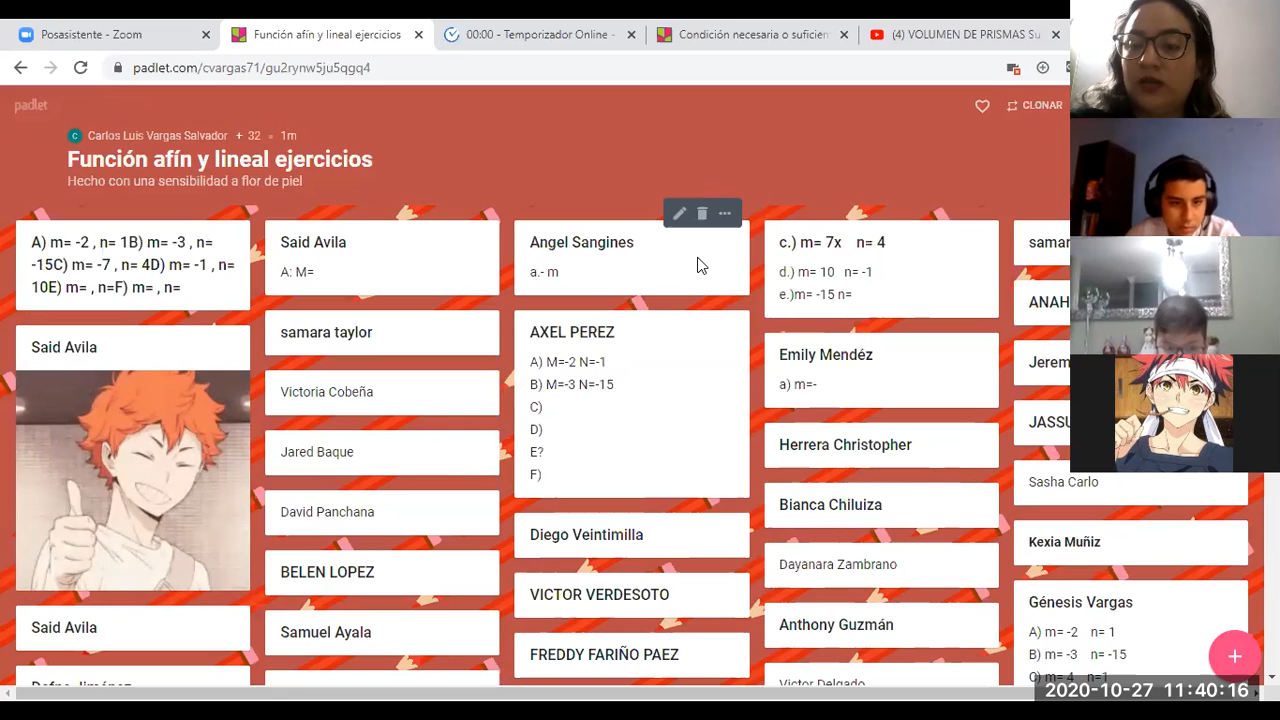 Posasistente - Zoom
Función afín y lineal ejercicios
00:00 - Temporizador Online -
Condición necesaria o suficien
(4) VOLUMEN DE PRISMAS Su
padlet.com/cvargas71/gu2rynw5ju5qgq4
padlet
CLONAR
Carlos Luis Vargas Salvador + 32 • 1m
Función afín y lineal ejercicios
Hecho con una sensibilidad a flor de piel
A) m= -2 , n= 1B) m= -3 , n=
-15C) m= -7 , n= 4D) m= -1 , n=
10E) m= , n=F) m= , n=
Said Avila
Said Avila
Said Avila
A: M=
samara taylor
Victoria Cobeña
Jared Baque
David Panchana
BELEN LOPEZ
Samuel Ayala
Angel Sangines
a.- m
AXEL PEREZ
A) M=-2 N=-1
B) M=-3 N=-15
C)
D)
E?
F)
Diego Veintimilla
VICTOR VERDESOTO
FREDDY FARIÑO PAEZ
c.) m= 7x n= 4
d.) m= 10 n= -1
e.)m= -15 n=
Emily Mendéz
a) m=-
Herrera Christopher
Bianca Chiluiza
Dayanara Zambrano
Anthony Guzmán
Victor Delgado
samar
ANAH
Jerem
JASSU
Sasha Carlo
Kexia Muñiz
Génesis Vargas
A) m= -2 n= 1
B) m= -3 n= -15
C) m= 4 n=1
2020-10-27 11:40:16